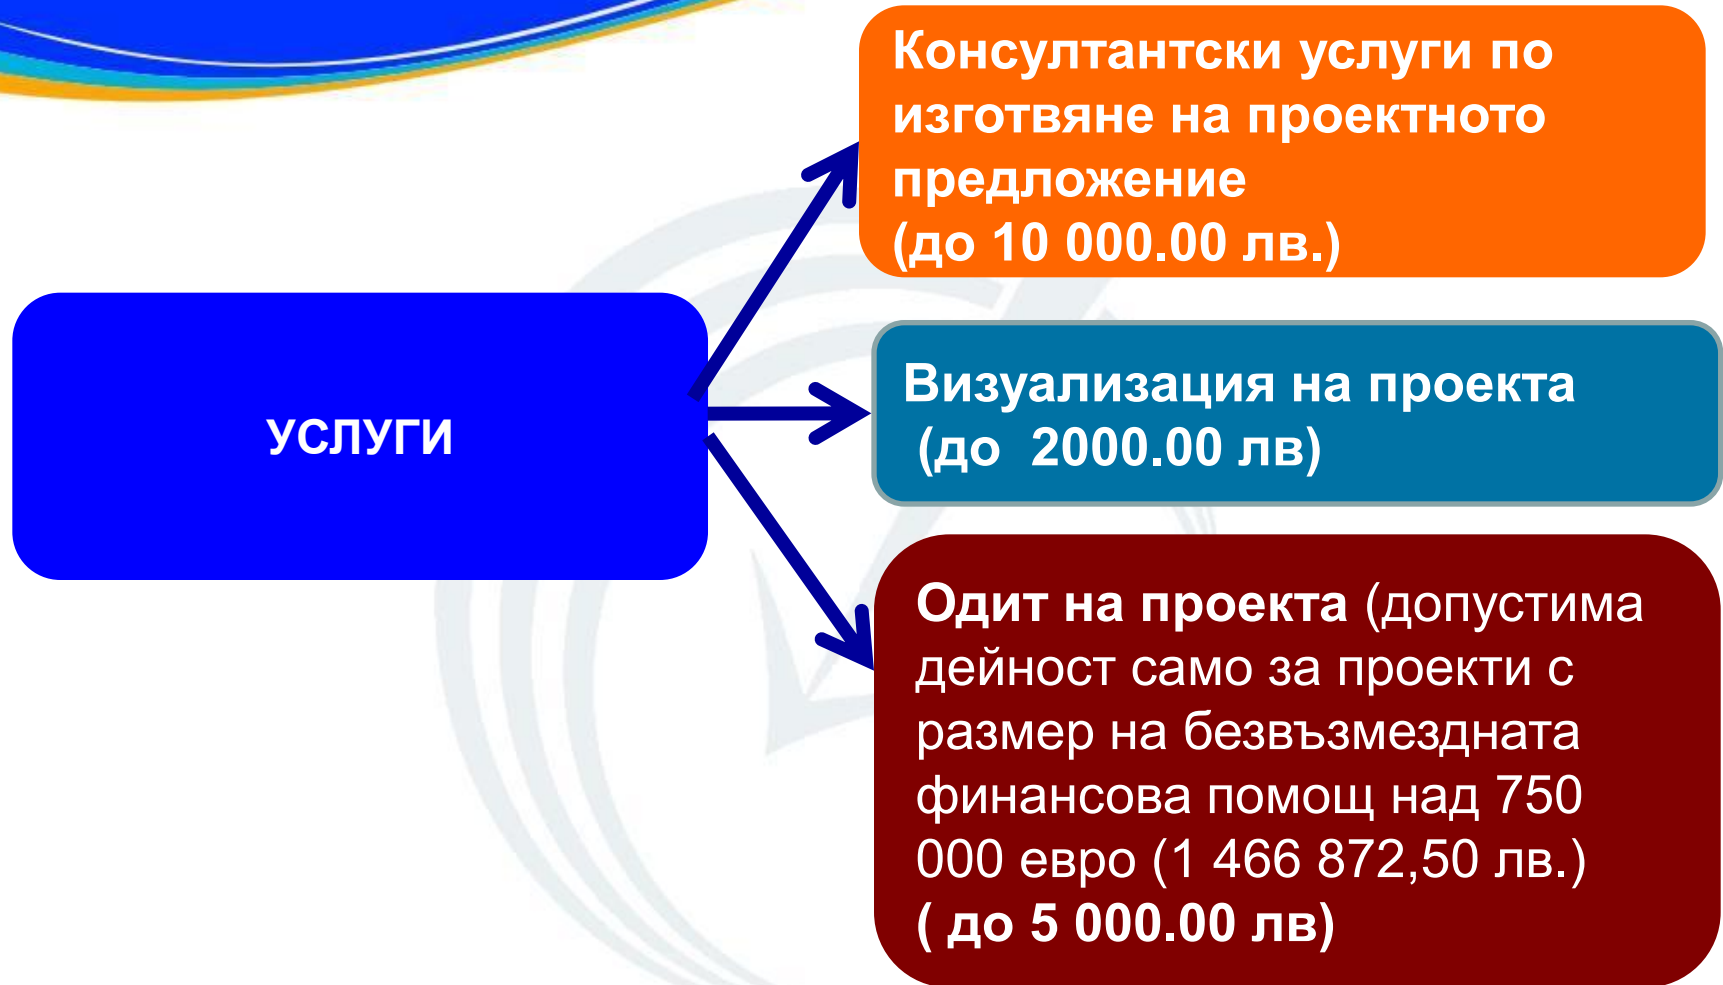 Консултантски услуги по
изготвяне на проектното
предложение
(до 10 000.00 лв.)
УСЛУГИ
Визуализация на проекта
(до  2000.00 лв)
Одит на проекта (допустима
дейност само за проекти с
размер на безвъзмездната
финансова помощ над 750
000 евро (1 466 872,50 лв.)
( до 5 000.00 лв)